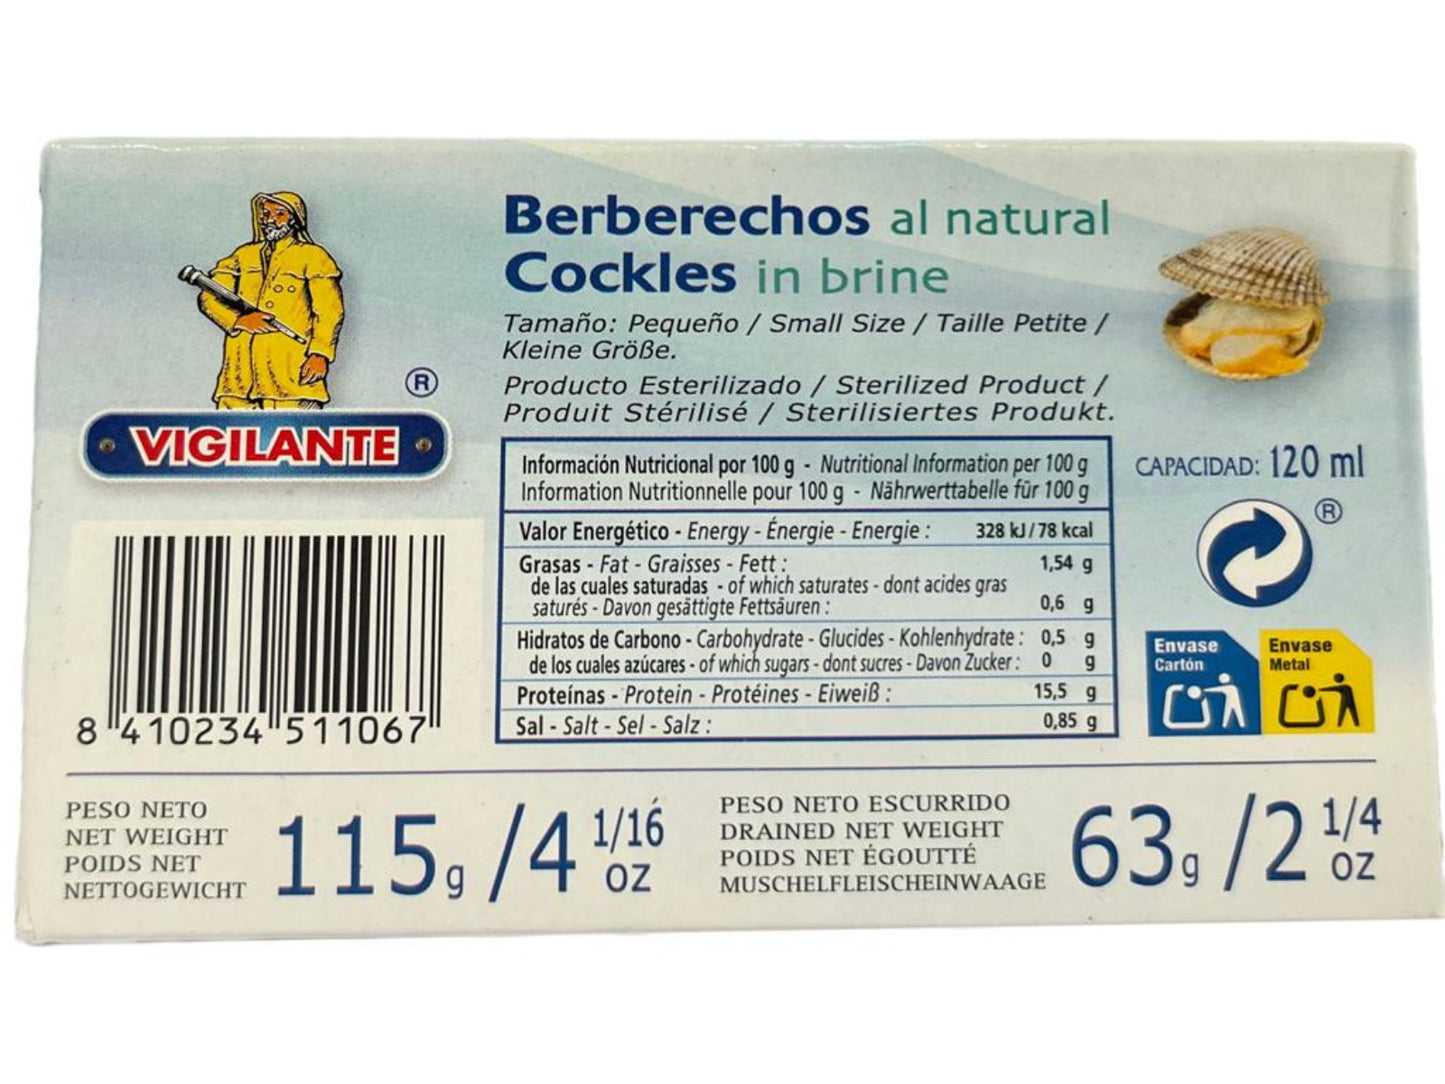 Berberechos al natural
Cockles in brine
Tamaño: Pequeño / Small Size / Taille Petite /
Kleine Größe.
Producto Esterilizado / Sterilized Product /
Produit Stérilisé / Sterilisiertes Produkt.
®
VIGILANTE
Información Nutricional por 100 g - Nutritional Information per 100 g
Information Nutritionnelle pour 100 g - Nährwerttabelle für 100 g
Valor Energético - Energy - Énergie - Energie : 328 kJ / 78 kcal
Grasas - Fat - Graisses - Fett : 1,54 g
de las cuales saturadas - of which saturates - dont acides gras
saturés - Davon gesättigte Fettsäuren : 0,6 g
Hidratos de Carbono - Carbohydrate - Glucides - Kohlenhydrate : 0,5 g
de los cuales azúcares - of which sugars - dont sucres - Davon Zucker : 0 g
Proteínas - Protein - Protéines - Eiweiß : 15,5 g
Sal - Salt - Sel - Salz : 0,85 g
CAPACIDAD: 120 ml
®
Envase
Cartón
Envase
Metal
8 410234 511067
PESO NETO
NET WEIGHT
POIDS NET
NETTOGEWICHT
115g / 4 1/16 oz
PESO NETO ESCURRIDO
DRAINED NET WEIGHT
POIDS NET ÉGOUTTÉ
MUSCHELFLEISCHEINWAAGE
63g / 2 1/4 oz